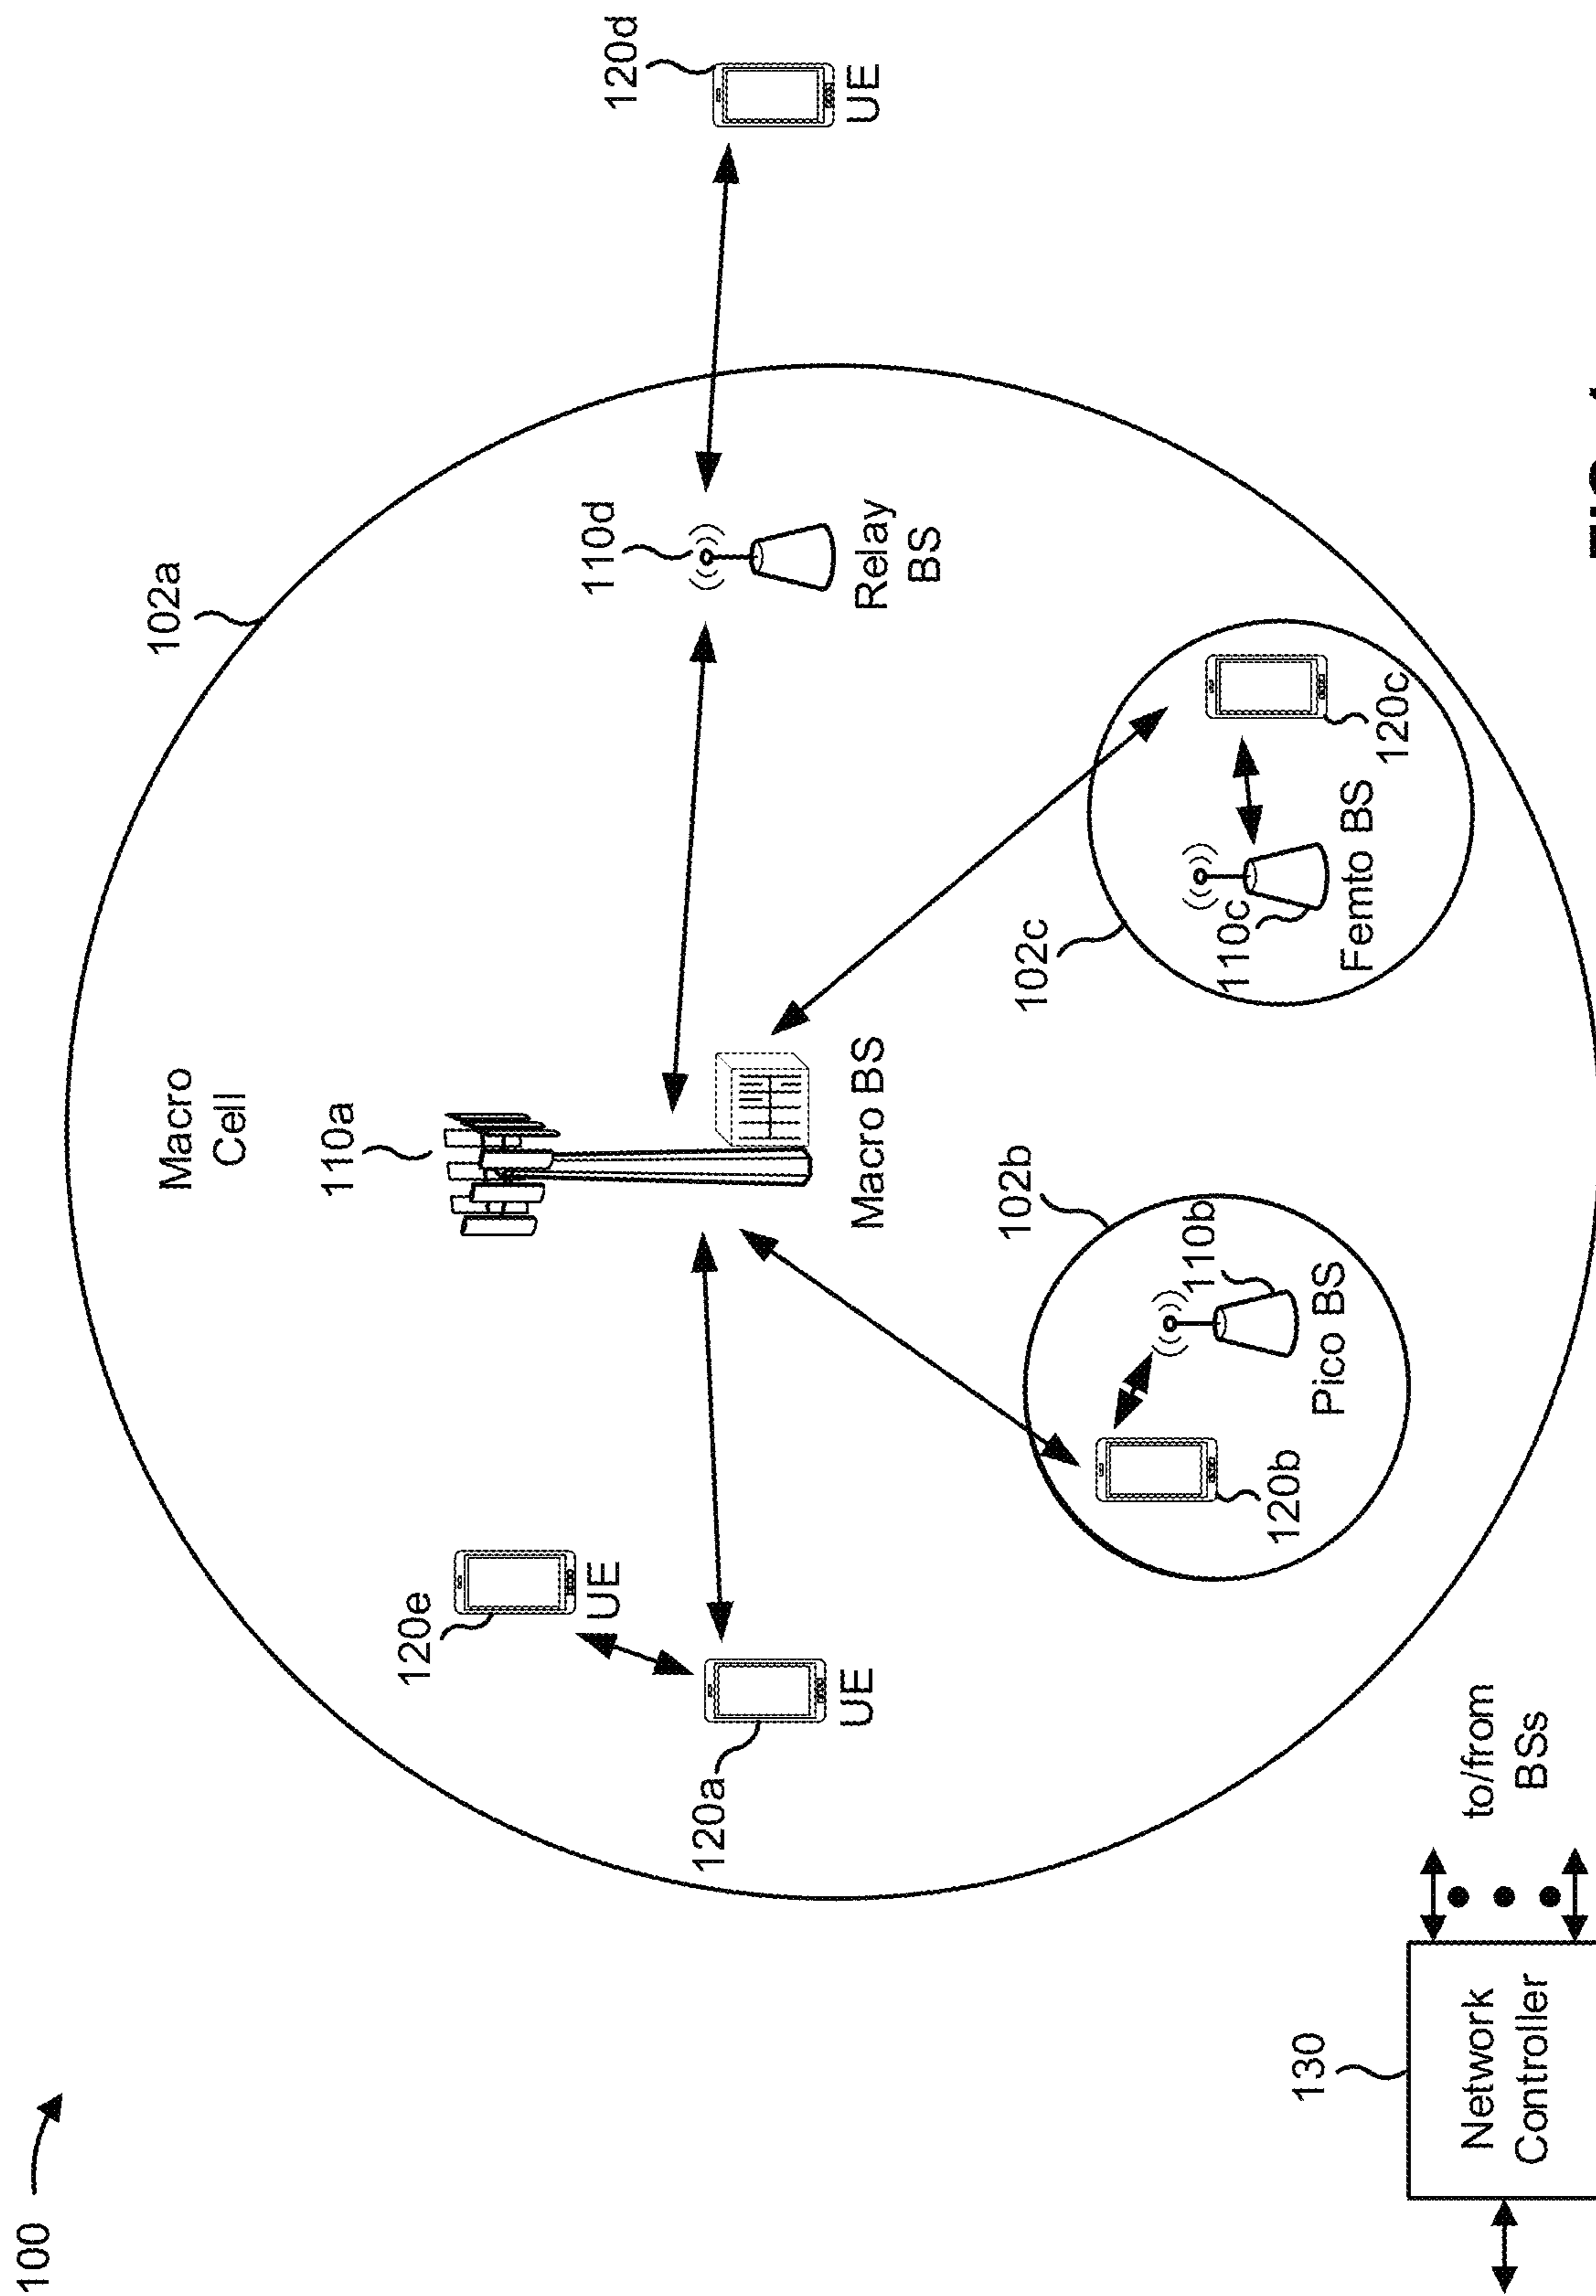 100
102a
Macro
Cell
110a
120e
UE
110d
120d
UE
120a
UE
Macro BS
Relay
BS
102b
102c
110b
Pico BS
120b
110c
Femto BS
120c
130
Network
Controller
to/from
BSs